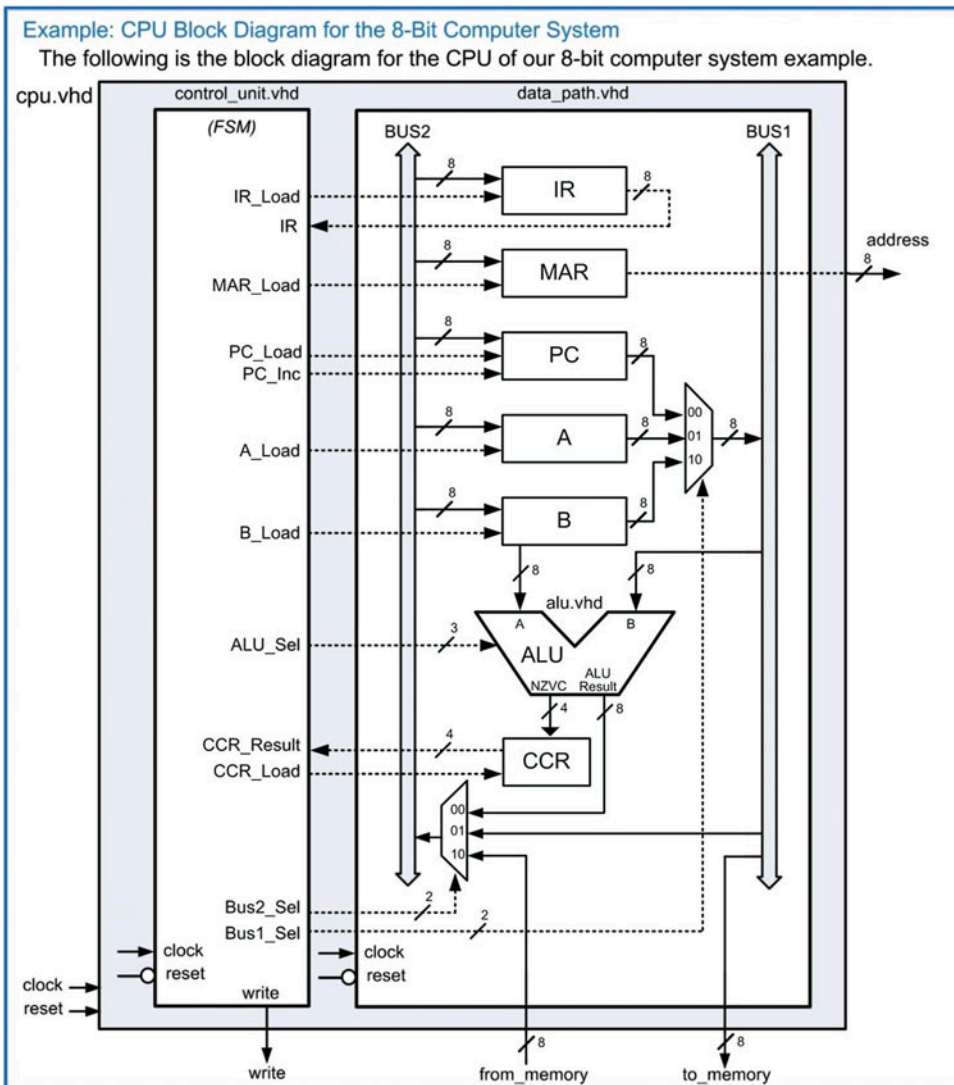 Example: CPU Block Diagram for the 8-Bit Computer System
The following is the block diagram for the CPU of our 8-bit computer system example.
cpu.vhd
control_unit.vhd
data_path.vhd
(FSM)
BUS2
BUS1
8
8
IR_Load
IR
IR
8
MAR_Load
MAR
address
8
8
8
PC_Load
PC_Inc
PC
00
01
10
8
8
8
A_Load
A
8
8
B_Load
B
8
8
alu.vhd
A
B
ALU_Sel
3
ALU
NZVC
ALU
Result
4
8
CCR_Result
4
CCR_Load
CCR
00
01
10
Bus2_Sel
2
Bus1_Sel
2
clock
clock
reset
reset
clock
reset
write
8
8
write
from_memory
to_memory